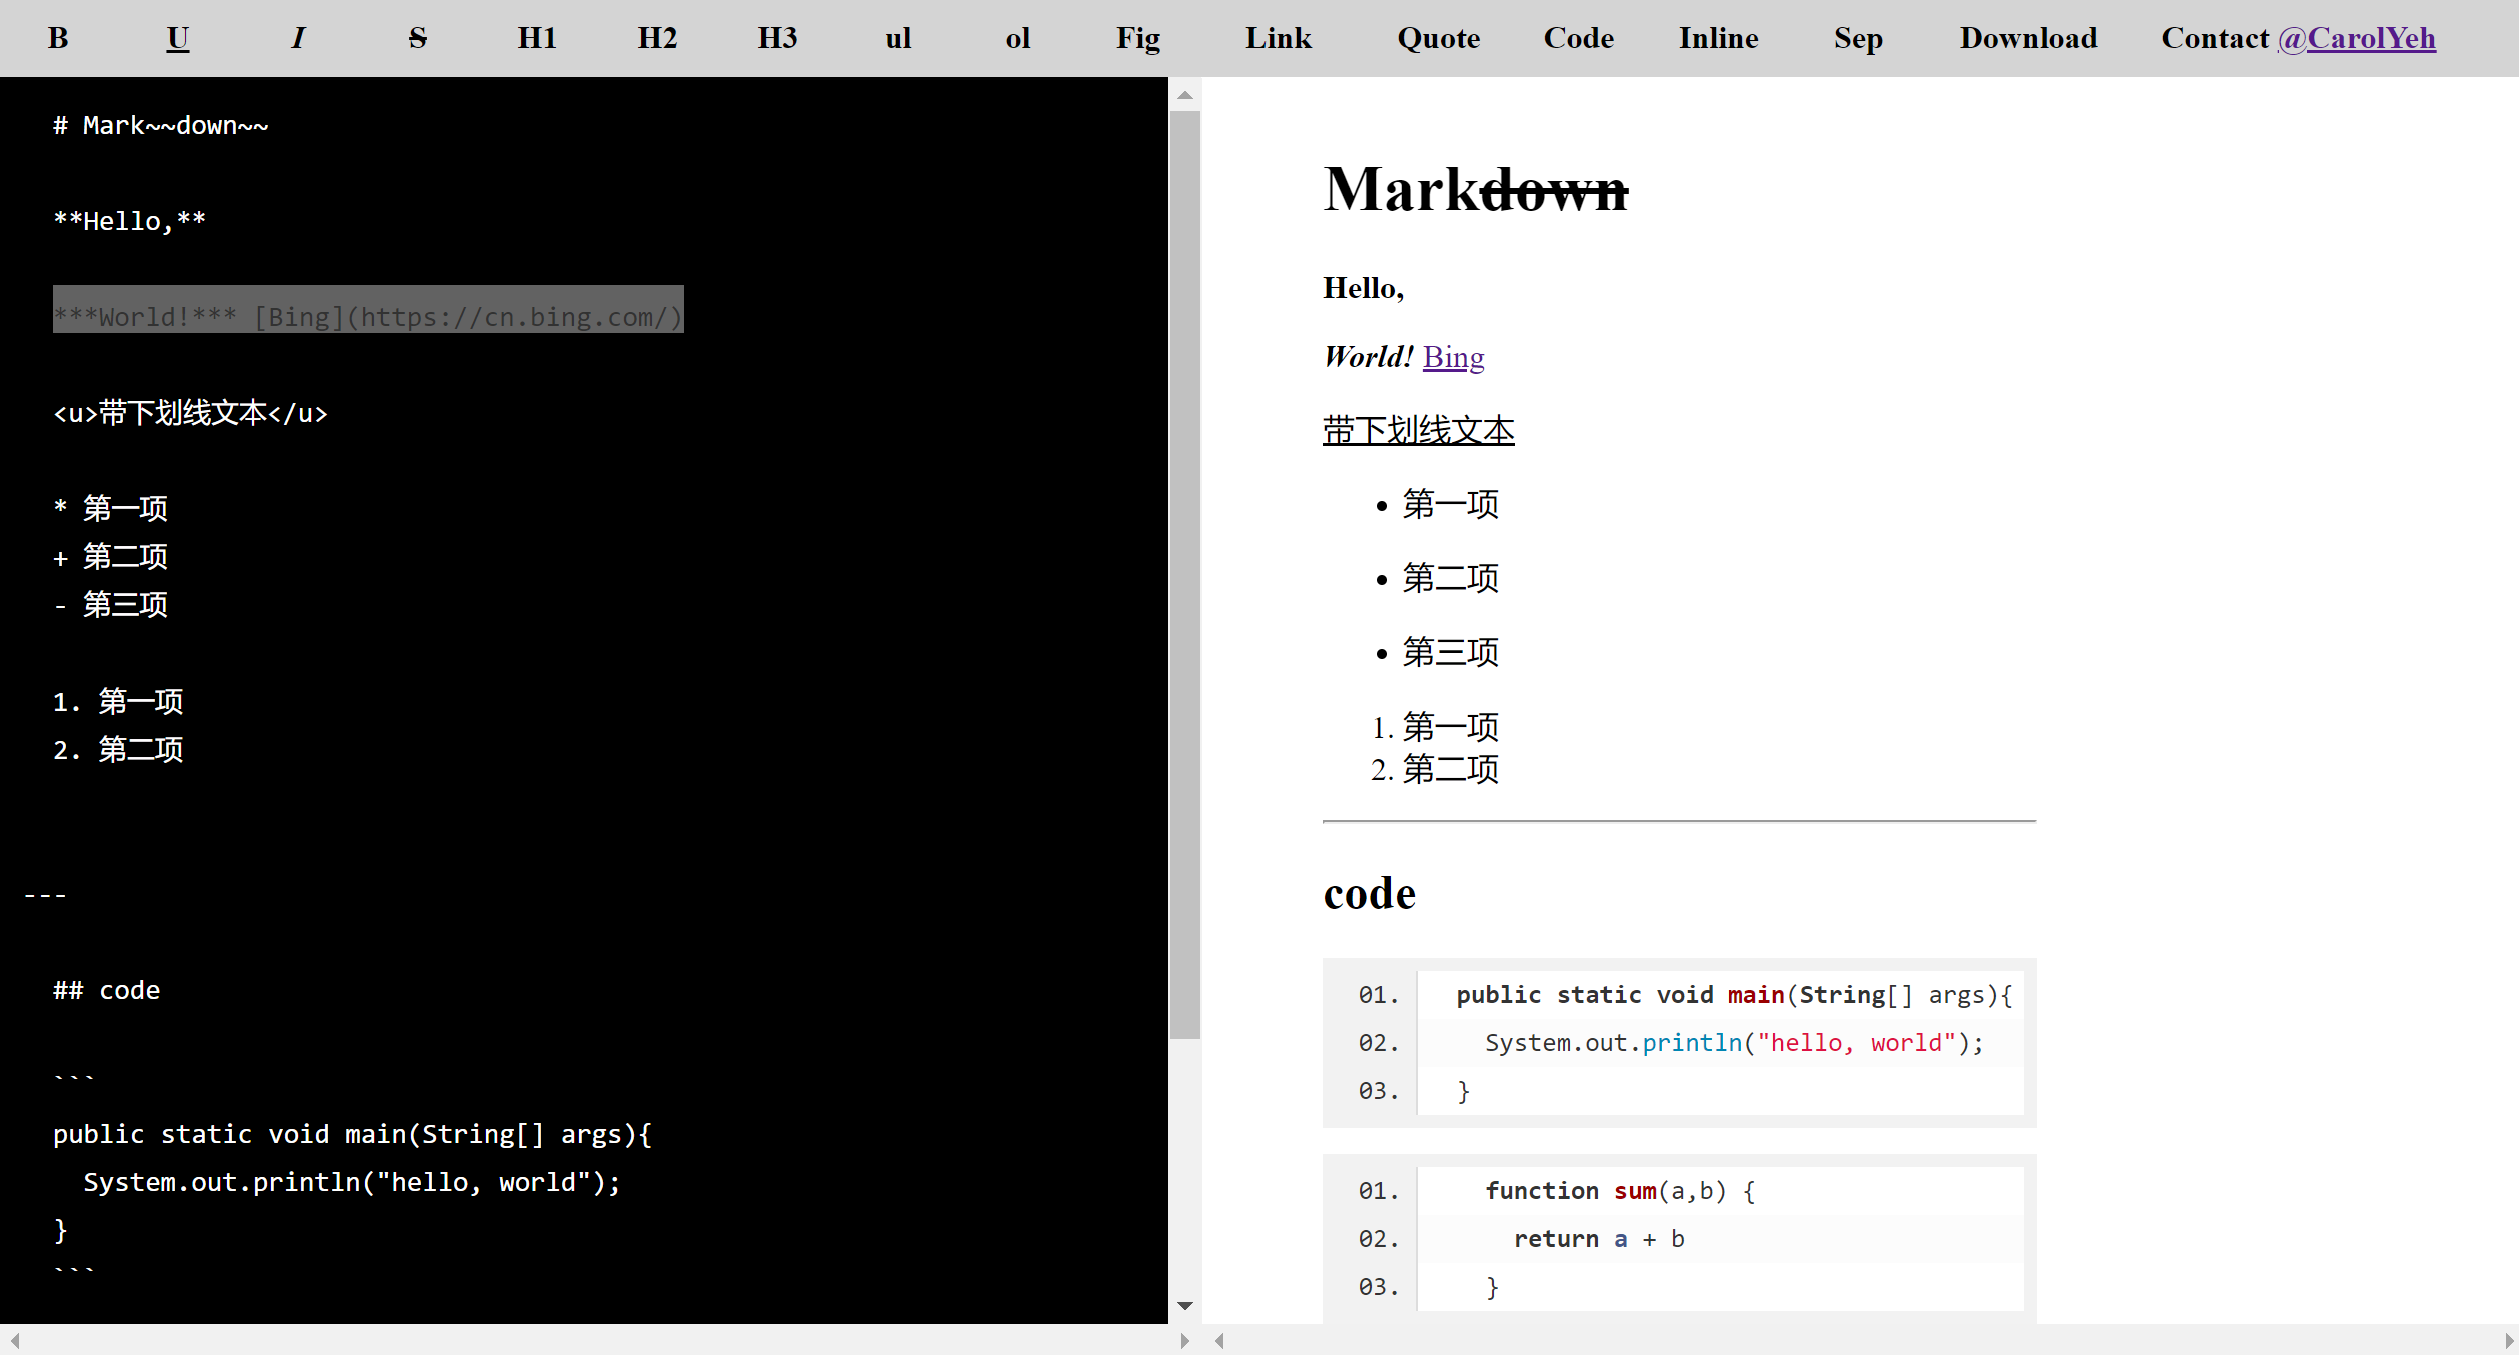 B U I S H1 H2 H3 ul ol Fig Link Quote Code Inline Sep Download Contact @CarolYeh
# Mark~~down~~
**Hello,**
***World!*** [Bing](https://cn.bing.com/)
<u>带下划线文本</u>
* 第一项
+ 第二项
- 第三项
1. 第一项
2. 第二项
---
## code
```
public static void main(String[] args){
  System.out.println("hello, world");
}
```
Markdown
Hello,
World! Bing
带下划线文本
• 第一项
• 第二项
• 第三项
1. 第一项
2. 第二项
code
01. public static void main(String[] args){
02.   System.out.println("hello, world");
03. }
01. function sum(a,b) {
02.   return a + b
03. }